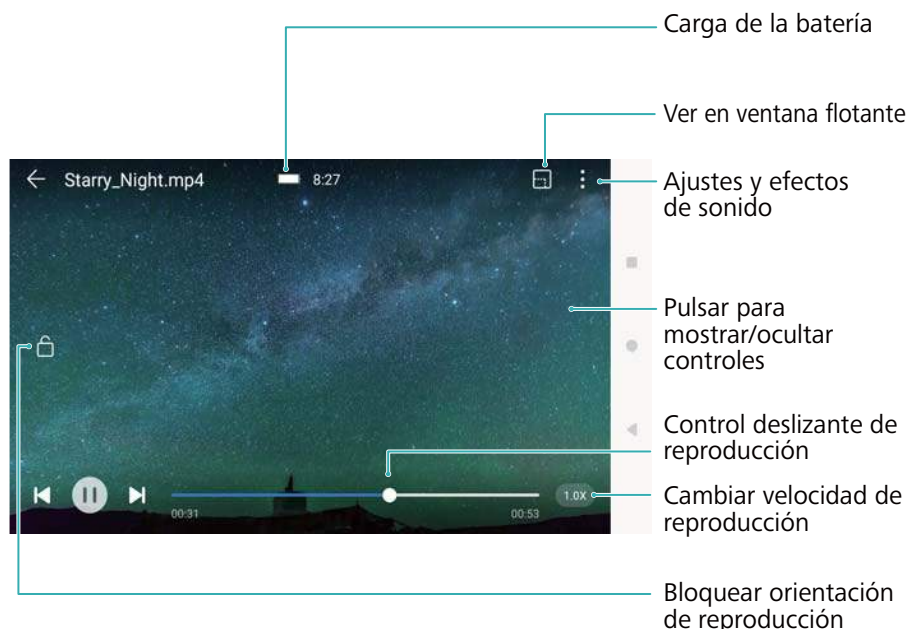 Carga de la batería
Ver en ventana flotante
Starry_Night.mp4
8:27
Ajustes y efectos
de sonido
Pulsar para
mostrar/ocultar
controles
Control deslizante de
reproducción
1.0X
Cambiar velocidad de
reproducción
00:31
00:53
Bloquear orientación
de reproducción